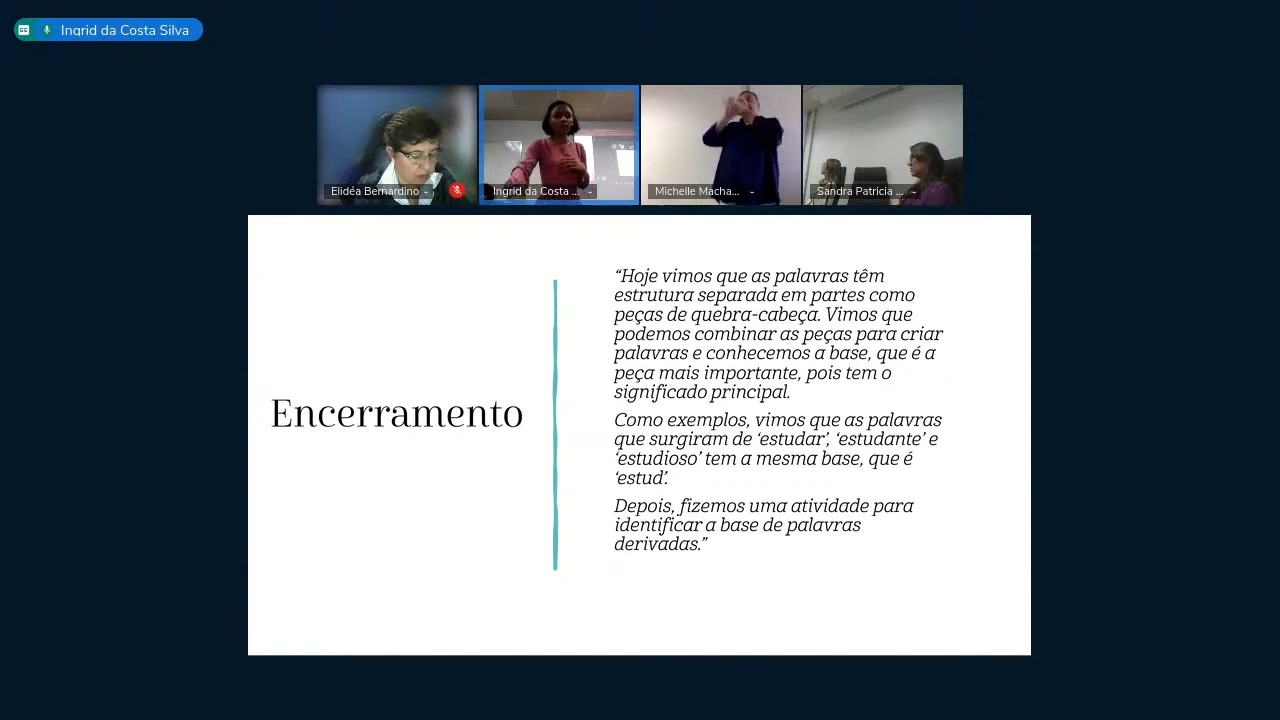 Ingrid da Costa Silva
Elidéa Bernardino
Ingrid da Costa ...
Michelle Macha...
Sandra Patricia ...
Encerramento
“Hoje vimos que as palavras têm
estrutura separada em partes como
peças de quebra-cabeça. Vimos que
podemos combinar as peças para criar
palavras e conhecemos a base, que é a
peça mais importante, pois tem o
significado principal.
Como exemplos, vimos que as palavras
que surgiram de ‘estudar’, ‘estudante’ e
‘estudioso’ tem a mesma base, que é
‘estud’.
Depois, fizemos uma atividade para
identificar a base de palavras
derivadas.”